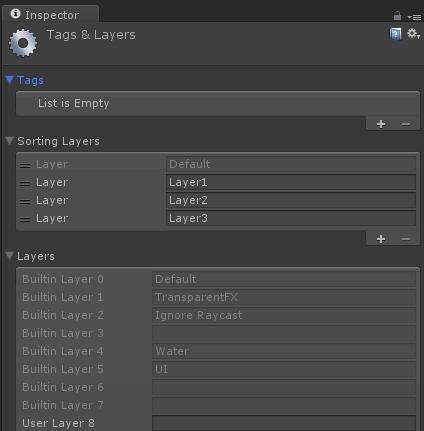 Inspector
Tags & Layers
Tags
List is Empty
Sorting Layers
Layer Default
Layer Layer1
Layer Layer2
Layer Layer3
Layers
Builtin Layer 0 Default
Builtin Layer 1 TransparentFX
Builtin Layer 2 Ignore Raycast
Builtin Layer 3
Builtin Layer 4 Water
Builtin Layer 5 UI
Builtin Layer 6
Builtin Layer 7
User Layer 8